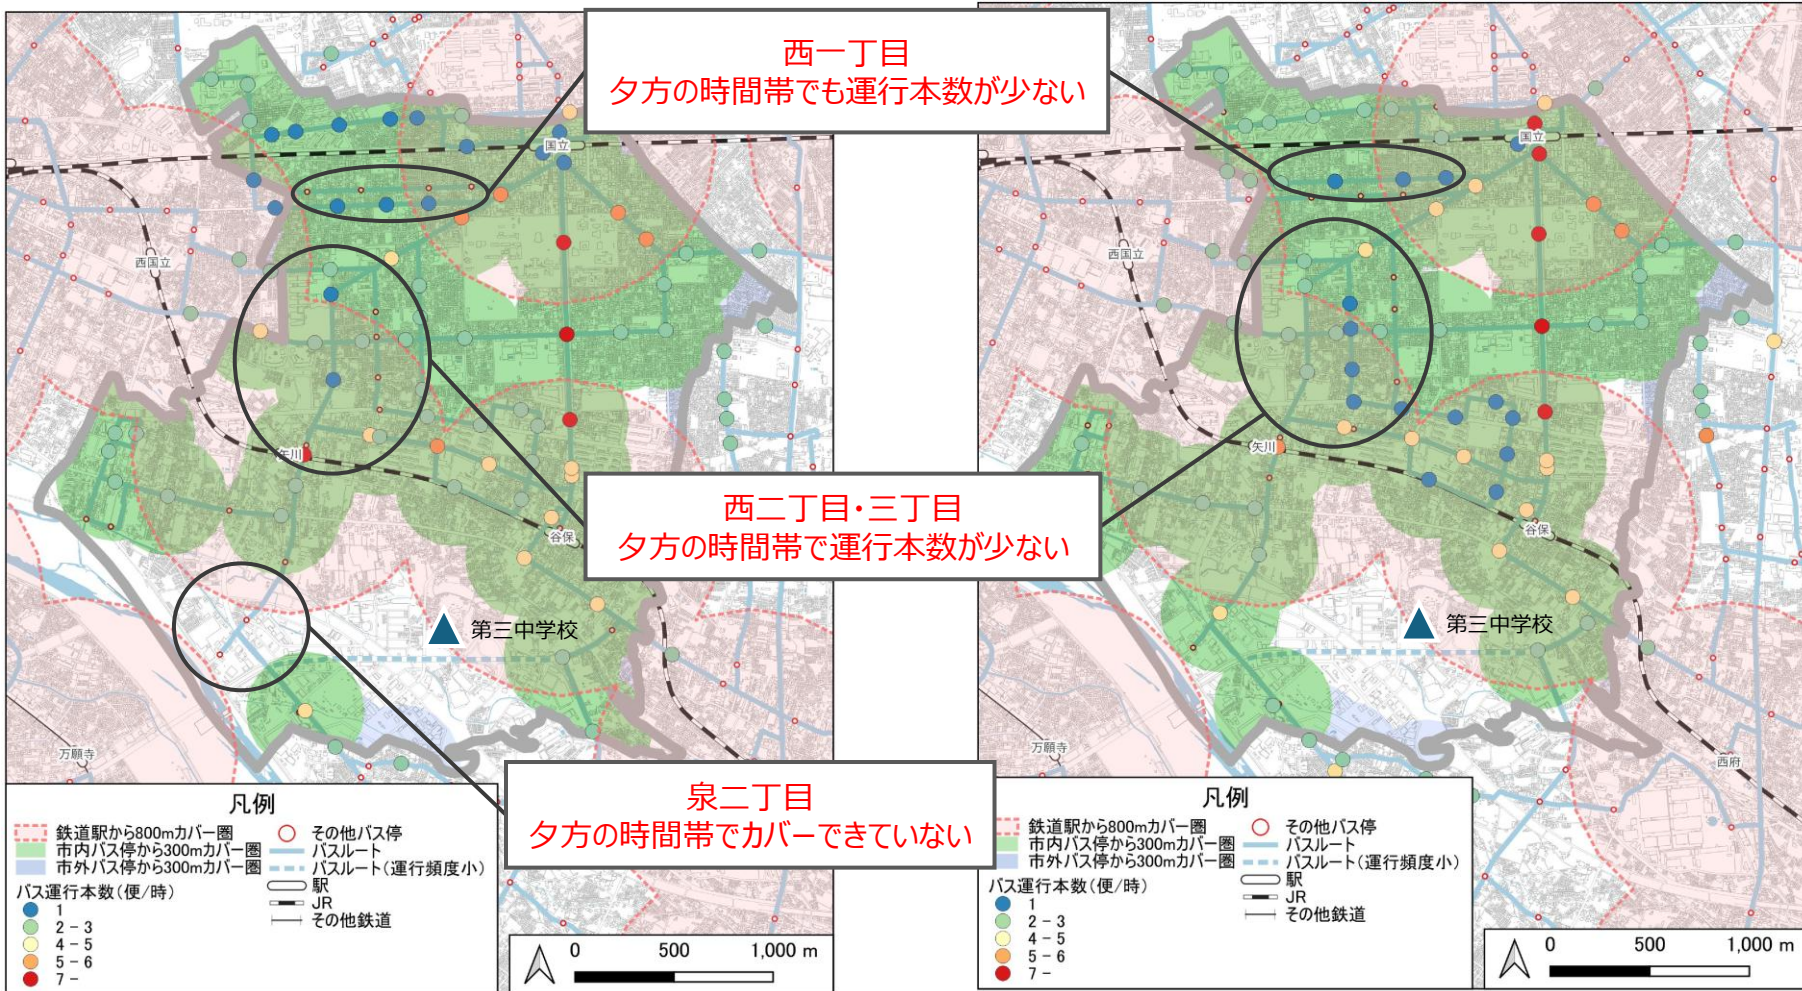 西一丁目
夕方の時間帯でも運行本数が少ない
国立
国立
西国立
西国立
矢川
矢川
西二丁目・三丁目
夕方の時間帯で運行本数が少ない
谷保
谷保
第三中学校
第三中学校
万願寺
万願寺
西府
泉二丁目
夕方の時間帯でカバーできていない
凡例
鉄道駅から800mカバー圏
市内バス停から300mカバー圏
市外バス停から300mカバー圏
バス運行本数(便/時)
1
2 - 3
4 - 5
5 - 6
7 -
その他バス停
バスルート
バスルート(運行頻度小)
駅
JR
その他鉄道
0 500 1,000 m
凡例
鉄道駅から800mカバー圏
市内バス停から300mカバー圏
市外バス停から300mカバー圏
バス運行本数(便/時)
1
2 - 3
4 - 5
5 - 6
7 -
その他バス停
バスルート
バスルート(運行頻度小)
駅
JR
その他鉄道
0 500 1,000 m